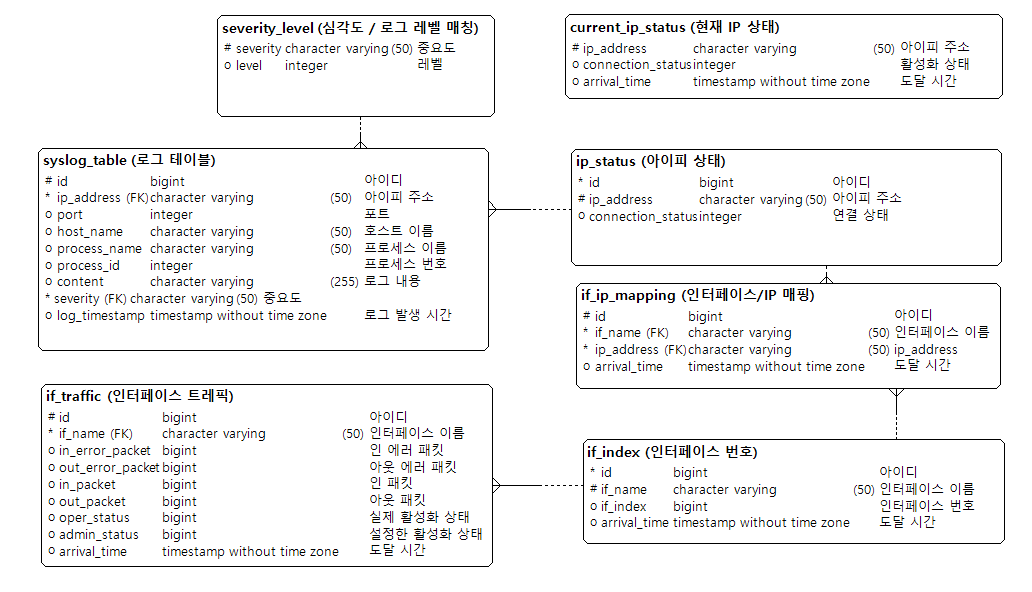 severity_level (심각도 / 로그 레벨 매칭)
# severity character varying (50) 중요도
o level integer 레벨
current_ip_status (현재 IP 상태)
# ip_address character varying (50) 아이피 주소
o connection_status integer 활성화 상태
o arrival_time timestamp without time zone 도달 시간
syslog_table (로그 테이블)
# id bigint 아이디
* ip_address (FK) character varying (50) 아이피 주소
o port integer 포트
o host_name character varying (50) 호스트 이름
o process_name character varying (50) 프로세스 이름
o process_id integer 프로세스 번호
o content character varying (255) 로그 내용
* severity (FK) character varying (50) 중요도
o log_timestamp timestamp without time zone 로그 발생 시간
ip_status (아이피 상태)
* id bigint 아이디
# ip_address character varying (50) 아이피 주소
o connection_status integer 연결 상태
if_ip_mapping (인터페이스/IP 매핑)
# id bigint 아이디
* if_name (FK) character varying (50) 인터페이스 이름
* ip_address (FK) character varying (50) ip_address
o arrival_time timestamp without time zone 도달 시간
if_traffic (인터페이스 트레픽)
# id bigint 아이디
* if_name (FK) character varying (50) 인터페이스 이름
o in_error_packet bigint 인 에러 패킷
o out_error_packet bigint 아웃 에러 패킷
o in_packet bigint 인 패킷
o out_packet bigint 아웃 패킷
o oper_status bigint 실제 활성화 상태
o admin_status bigint 설정한 활성화 상태
o arrival_time timestamp without time zone 도달 시간
if_index (인터페이스 번호)
* id bigint 아이디
# if_name character varying (50) 인터페이스 이름
o if_index bigint 인터페이스 번호
o arrival_time timestamp without time zone 도달 시간